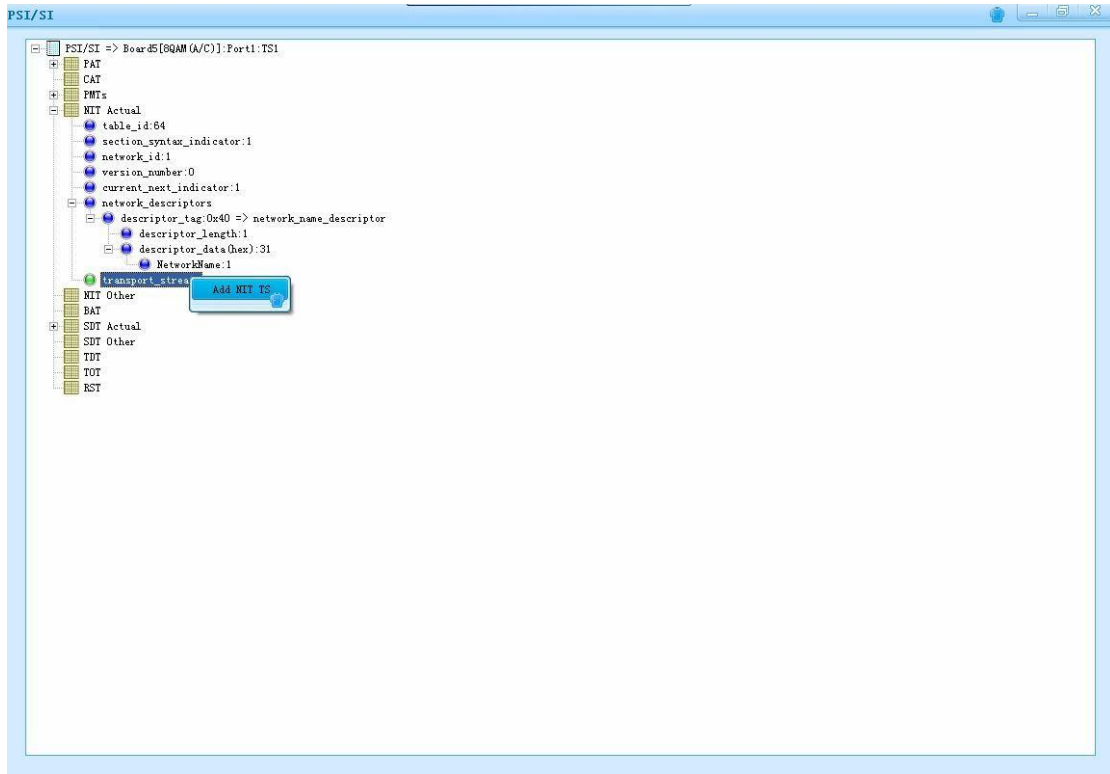 PSI/SI
PSI/SI => Board5[8QAM(A/C)]:Port1:TS1
PAT
CAT
PMTs
NIT Actual
table_id:64
section_syntax_indicator:1
network_id:1
version_number:0
current_next_indicator:1
network_descriptors
descriptor_tag:0x40 => network_name_descriptor
descriptor_length:1
descriptor_data(hex):31
NetworkName:1
transport_strea
Add NIT TS
NIT Other
BAT
SDT Actual
SDT Other
TDT
TOT
RST